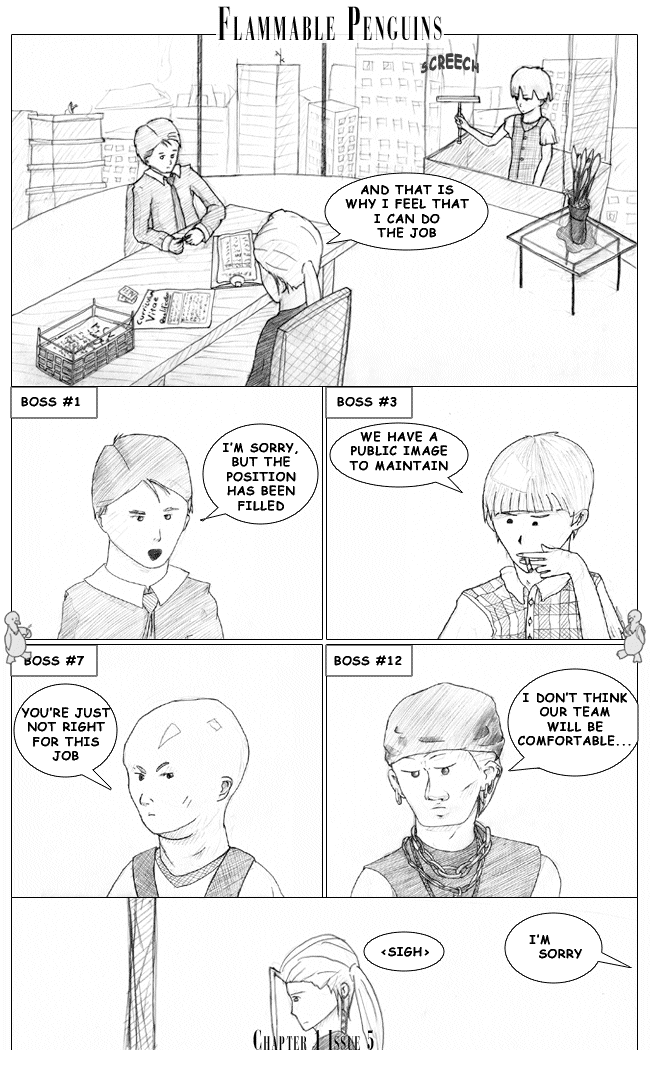 Flammable Penguins
SCREECH
AND THAT IS
WHY I FEEL THAT
I CAN DO
THE JOB
Curriculum
Vitae
BOSS #1
I'M SORRY,
BUT THE
POSITION
HAS BEEN
FILLED
BOSS #3
WE HAVE A
PUBLIC IMAGE
TO MAINTAIN
BOSS #7
YOU'RE JUST
NOT RIGHT
FOR THIS
JOB
BOSS #12
I DON'T THINK
OUR TEAM
WILL BE
COMFORTABLE...
<SIGH>
I'M
SORRY
Chapter 1 Issue 5